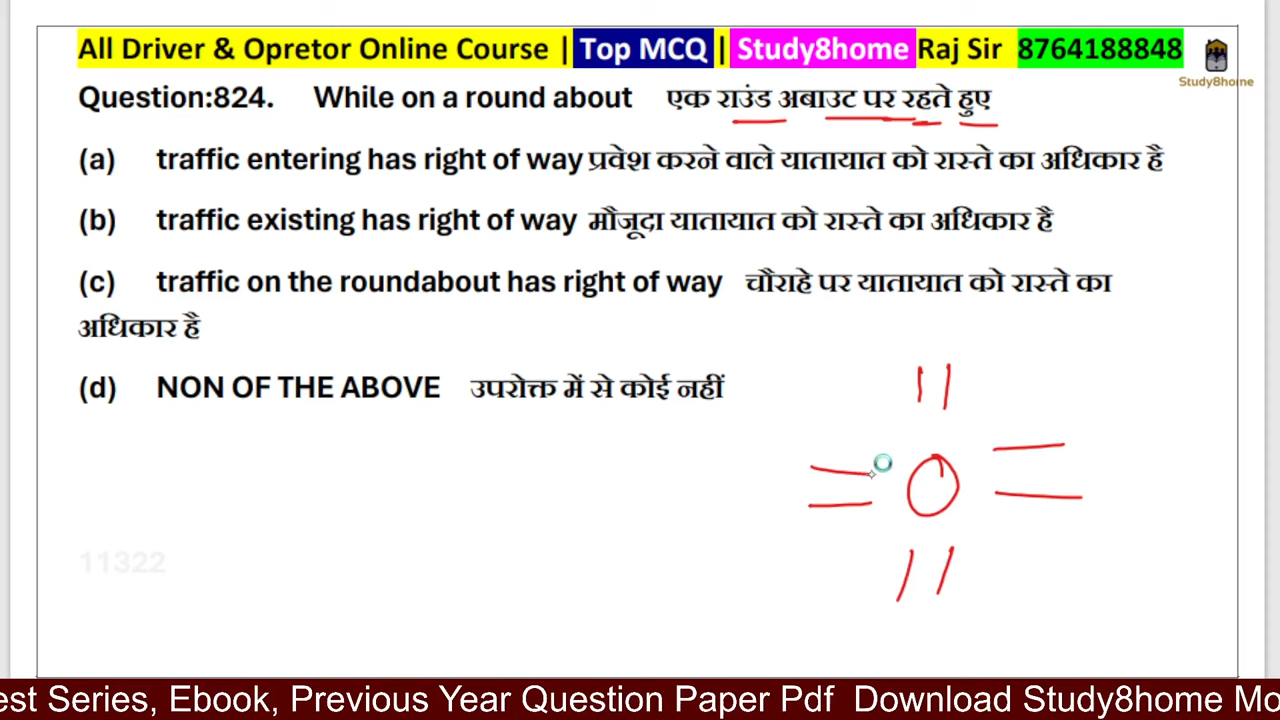 All Driver & Opretor Online Course | Top MCQ | Study8home Raj Sir 8764188848
Study8home
Question:824. While on a round about एक राउंड अबाउट पर रहते हुए
(a) traffic entering has right of way प्रवेश करने वाले यातायात को रास्ते का अधिकार है
(b) traffic existing has right of way मौजूदा यातायात को रास्ते का अधिकार है
(c) traffic on the roundabout has right of way चौराहे पर यातायात को रास्ते का
अधिकार है
(d) NON OF THE ABOVE उपरोक्त में से कोई नहीं
11322
est Series, Ebook, Previous Year Question Paper Pdf Download Study8home Mo